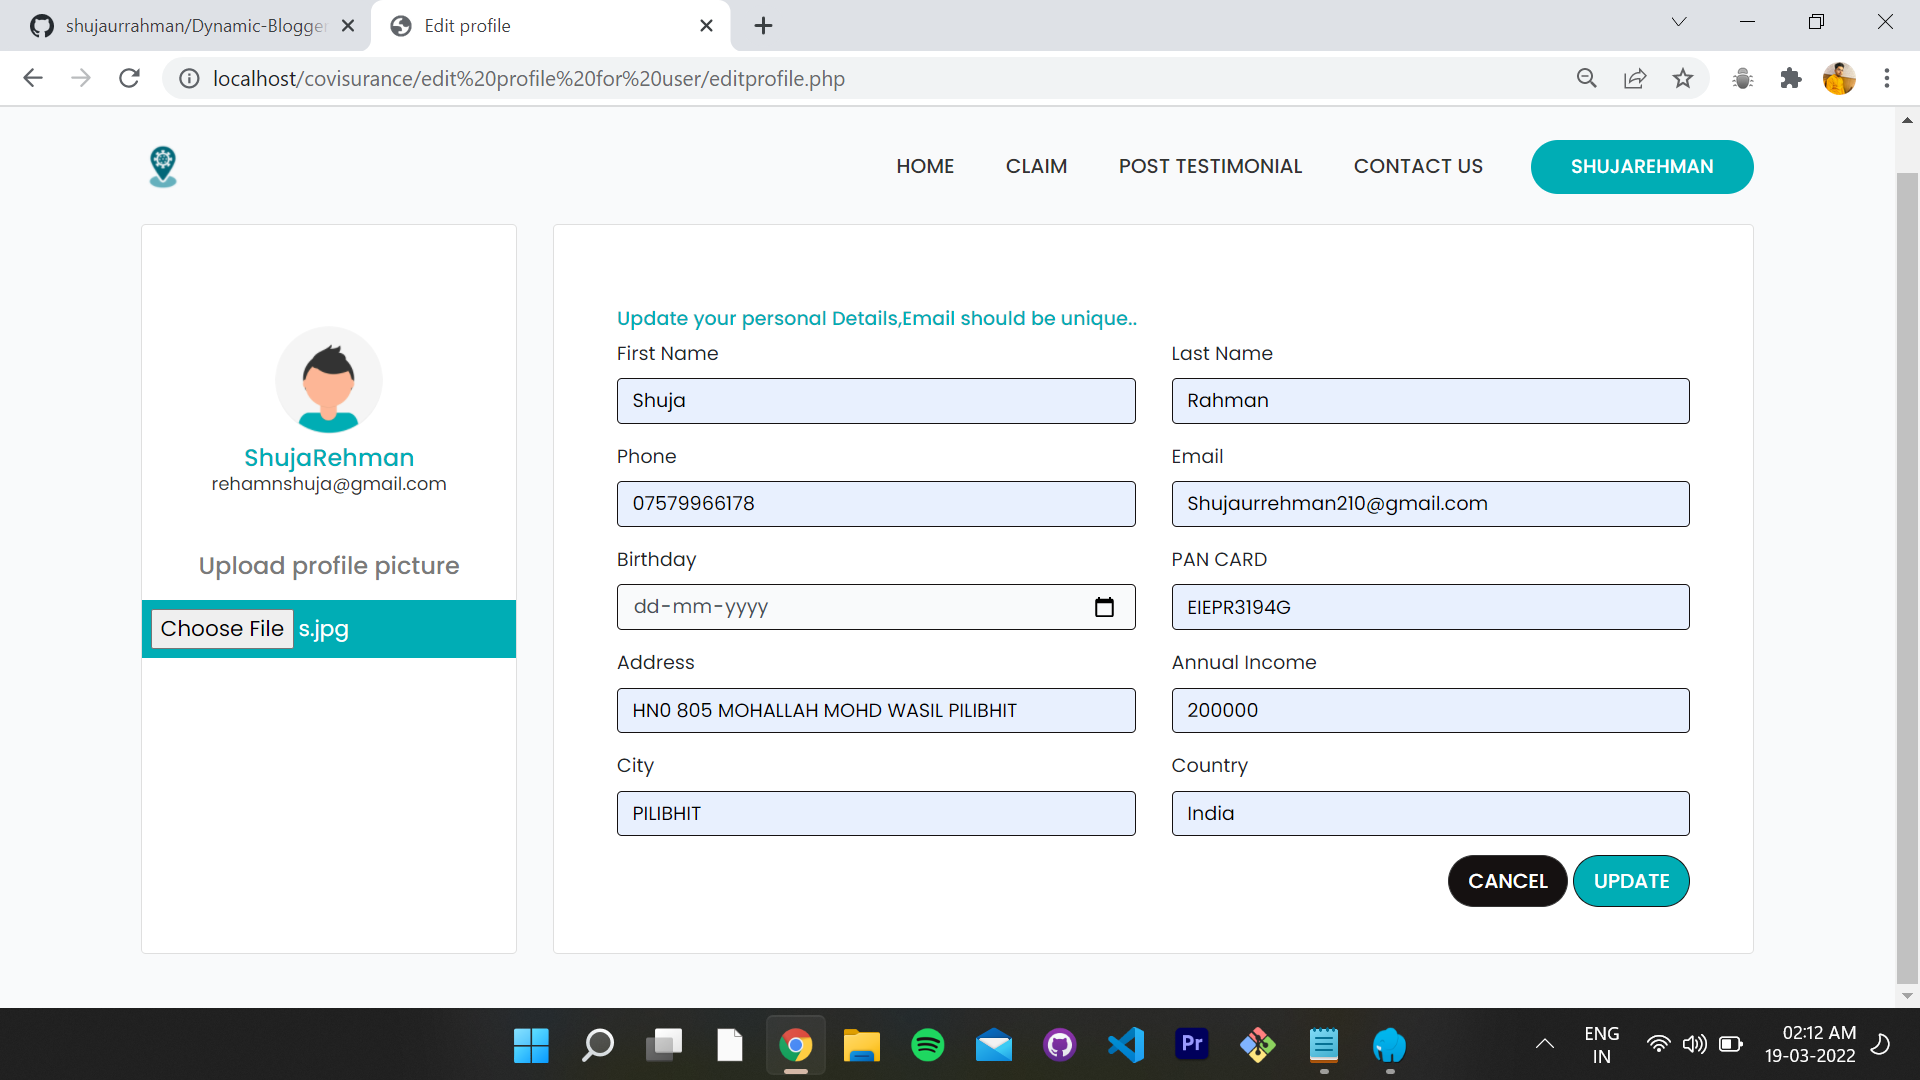 shujaurrahman/Dynamic-Blogger
Edit profile
localhost/covisurance/edit%20profile%20for%20user/editprofile.php
HOME
CLAIM
POST TESTIMONIAL
CONTACT US
SHUJAREHMAN
ShujaRehman
rehamnshuja@gmail.com
Upload profile picture
Choose File s.jpg
Update your personal Details,Email should be unique..
First Name
Last Name
Shuja
Rahman
Phone
Email
07579966178
Shujaurrehman210@gmail.com
Birthday
PAN CARD
dd-mm-yyyy
EIEPR3194G
Address
Annual Income
HN0 805 MOHALLAH MOHD WASIL PILIBHIT
200000
City
Country
PILIBHIT
India
CANCEL
UPDATE
Pr
ENG
IN
02:12 AM
19-03-2022